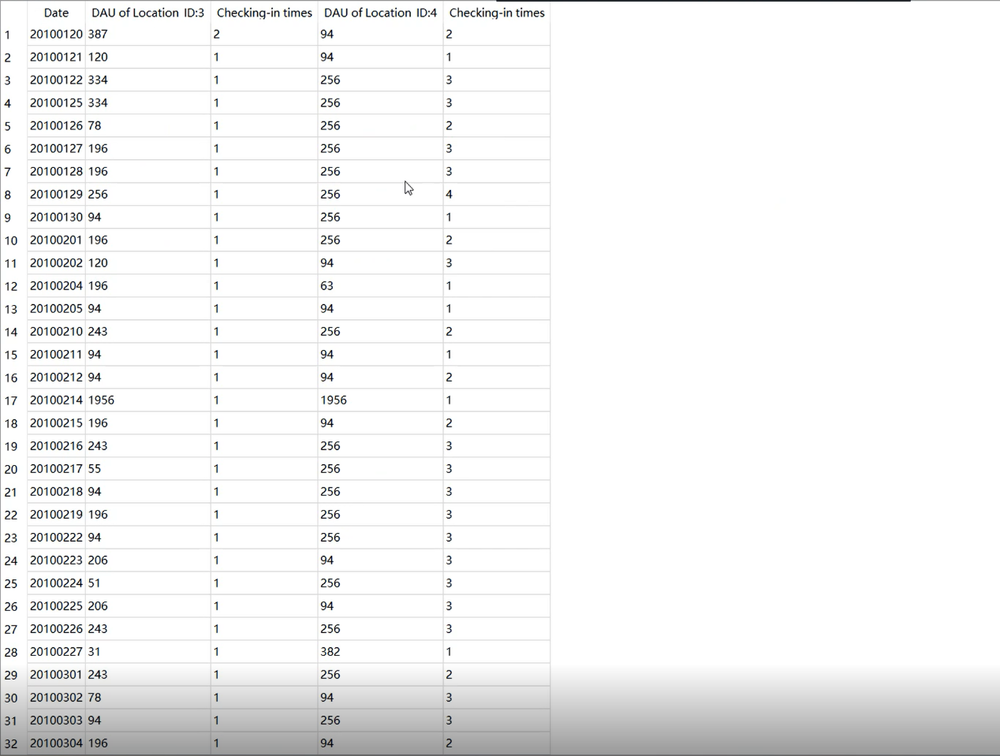 Date DAU of Location ID:3 Checking-in times DAU of Location ID:4 Checking-in times
1 20100120 387 2 94 2
2 20100121 120 1 94 1
3 20100122 334 1 256 3
4 20100125 334 1 256 3
5 20100126 78 1 256 2
6 20100127 196 1 256 3
7 20100128 196 1 256 3
8 20100129 256 1 256 4
9 20100130 94 1 256 1
10 20100201 196 1 256 2
11 20100202 120 1 94 3
12 20100204 196 1 63 1
13 20100205 94 1 94 1
14 20100210 243 1 256 2
15 20100211 94 1 94 1
16 20100212 94 1 94 2
17 20100214 1956 1 1956 1
18 20100215 196 1 94 2
19 20100216 243 1 256 3
20 20100217 55 1 256 3
21 20100218 94 1 256 3
22 20100219 196 1 256 3
23 20100222 94 1 256 3
24 20100223 206 1 94 3
25 20100224 51 1 256 3
26 20100225 206 1 94 3
27 20100226 243 1 256 3
28 20100227 31 1 382 1
29 20100301 243 1 256 2
30 20100302 78 1 94 3
31 20100303 94 1 256 3
32 20100304 196 1 94 2